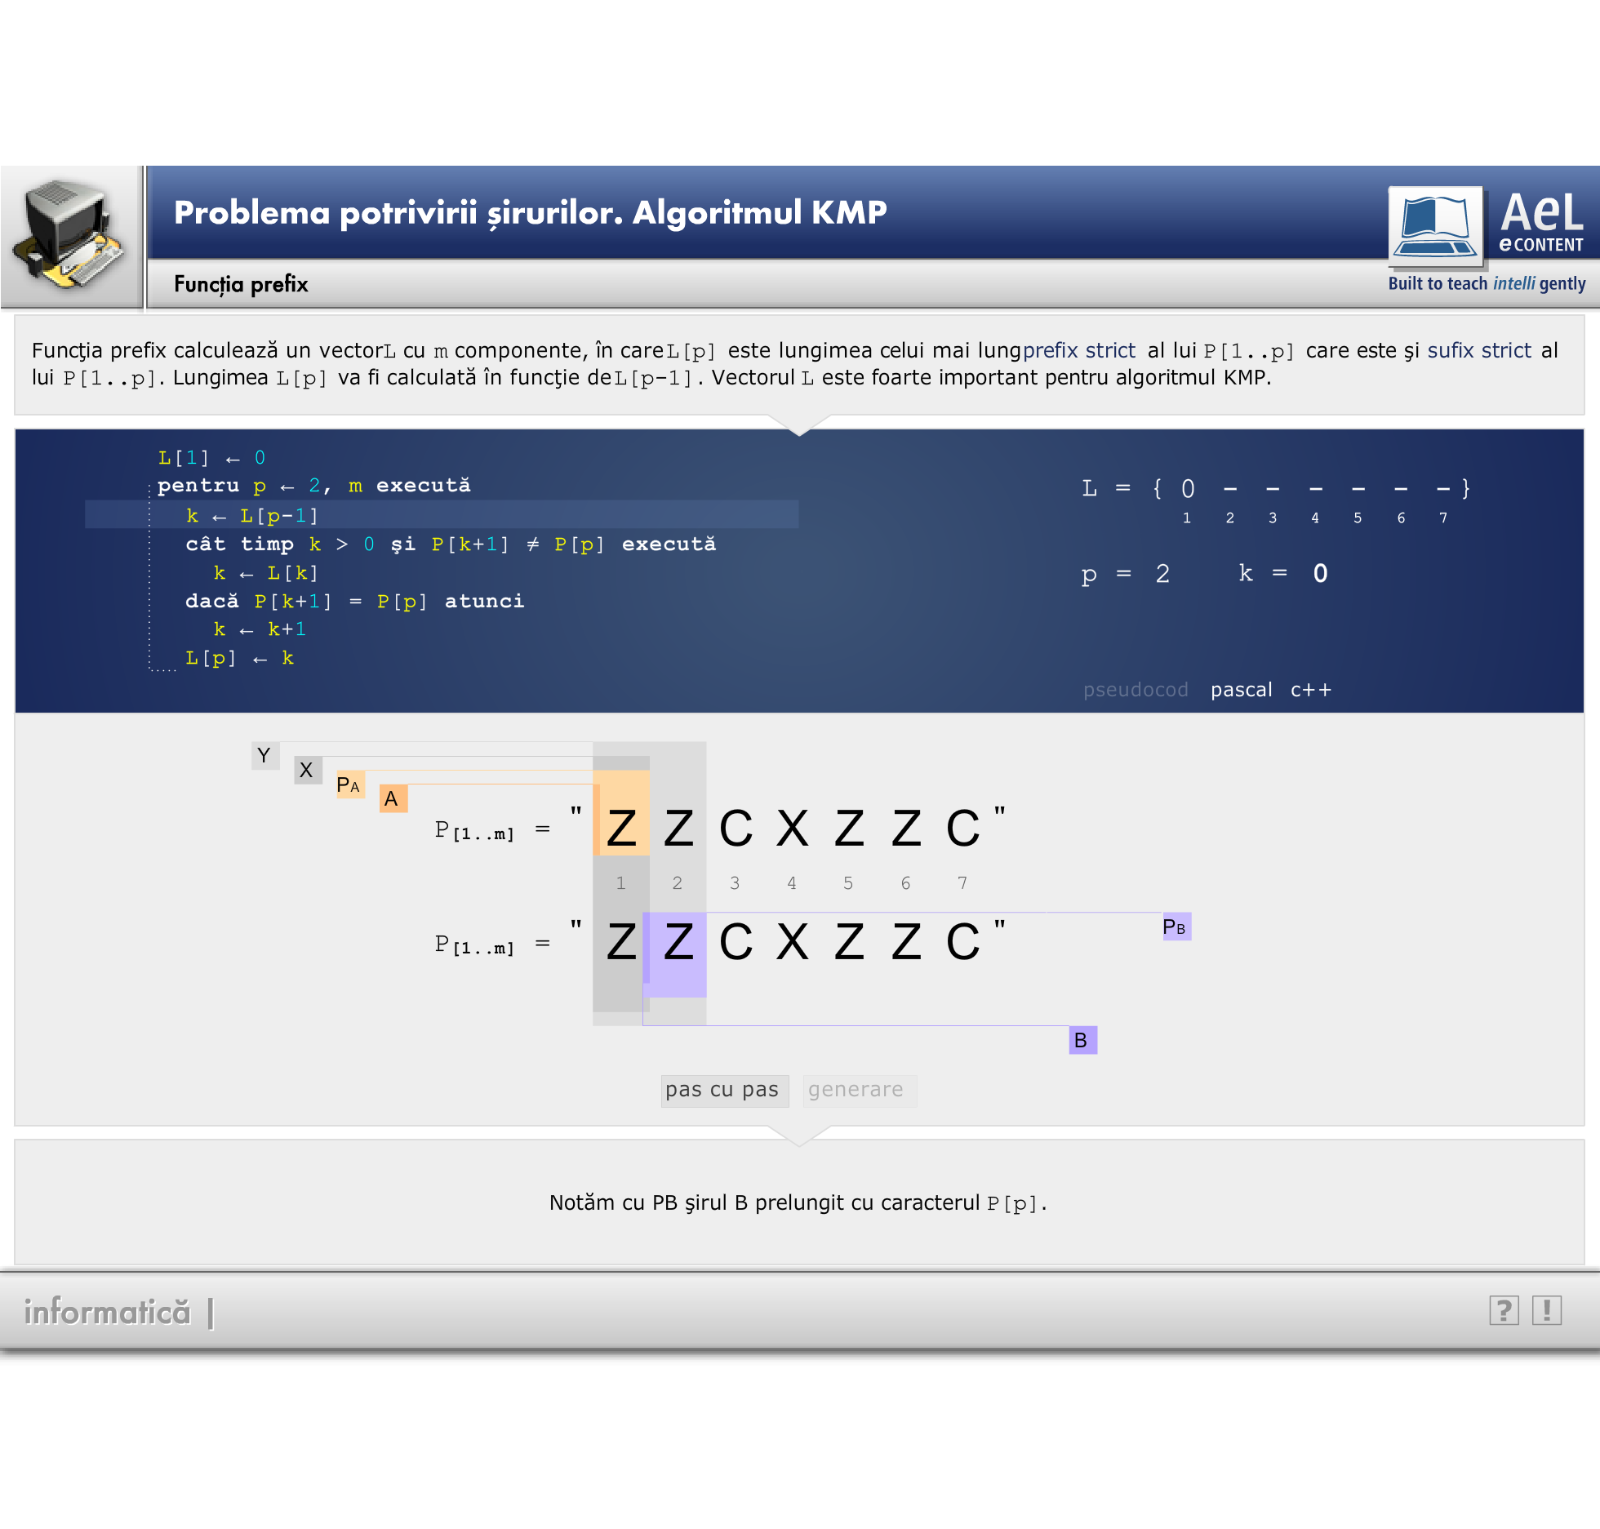 Problema potrivirii șirurilor. Algoritmul KMP
AeL
eCONTENT
Funcția prefix
Built to teach intelli gently
Funcţia prefix calculează un vectorL cu m componente, în careL[p] este lungimea celui mai lungprefix strict al lui P[1..p] care este şi sufix strict al
lui P[1..p]. Lungimea L[p] va fi calculată în funcţie deL[p-1]. Vectorul L este foarte important pentru algoritmul KMP.
L[1] ← 0
pentru p ← 2, m execută
k ← L[p-1]
cât timp k > 0 şi P[k+1] ≠ P[p] execută
k ← L[k]
dacă P[k+1] = P[p] atunci
k ← k+1
L[p] ← k
L = { 0 – – – – – – }
1 2 3 4 5 6 7
p = 2 k = 0
pseudocod pascal c++
Y
X
PA
A
P[1..m] = " Z Z C X Z Z C "
1 2 3 4 5 6 7
P[1..m] = " Z Z C X Z Z C "
PB
B
pas cu pas generare
Notăm cu PB şirul B prelungit cu caracterul P[p].
informatică |
? !